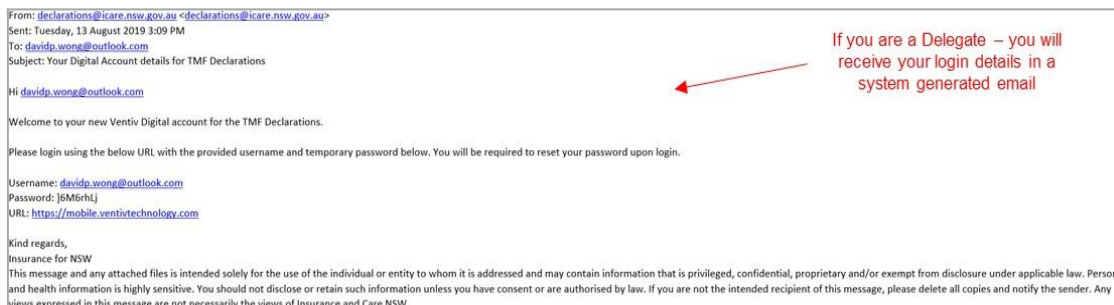 From: declarations@icare.nsw.gov.au <declarations@icare.nsw.gov.au>
Sent: Tuesday, 13 August 2019 3:09 PM
To: davidp.wong@outlook.com
Subject: Your Digital Account details for TMF Declarations
If you are a Delegate – you will
receive your login details in a
system generated email
Hi davidp.wong@outlook.com
Welcome to your new Ventiv Digital account for the TMF Declarations.
Please login using the below URL with the provided username and temporary password below. You will be required to reset your password upon login.
Username: davidp.wong@outlook.com
Password: ]6M6rhLj
URL: https://mobile.ventivtechnology.com
Kind regards,
Insurance for NSW
This message and any attached files is intended solely for the use of the individual or entity to whom it is addressed and may contain information that is privileged, confidential, proprietary and/or exempt from disclosure under applicable law. Person
and health information is highly sensitive. You should not disclose or retain such information unless you have consent or are authorised by law. If you are not the intended recipient of this message, please delete all copies and notify the sender. Any
views expressed in this message are not necessarily the views of Insurance and Care NSW.